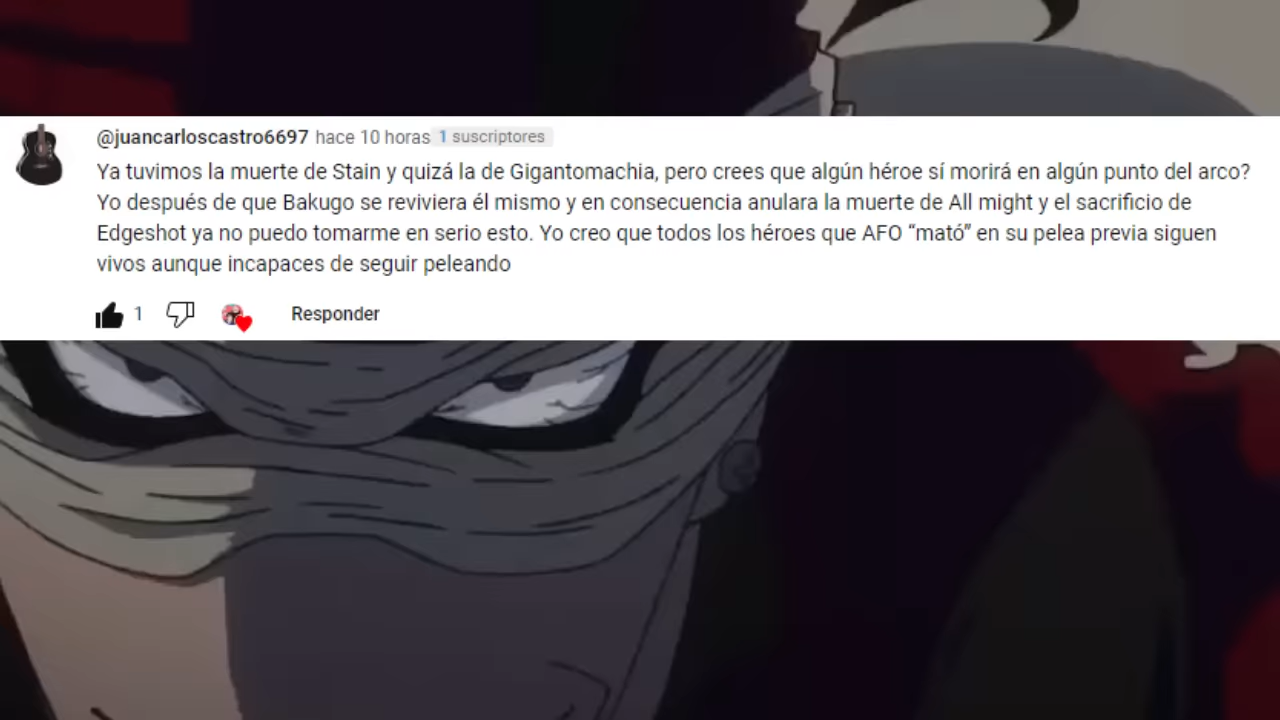 @juancarloscastro6697 hace 10 horas 1 suscriptores
Ya tuvimos la muerte de Stain y quizá la de Gigantomachia, pero crees que algún héroe sí morirá en algún punto del arco?
Yo después de que Bakugo se reviviera él mismo y en consecuencia anulara la muerte de All might y el sacrificio de
Edgeshot ya no puedo tomarme en serio esto. Yo creo que todos los héroes que AFO “mató” en su pelea previa siguen
vivos aunque incapaces de seguir peleando
1 Responder